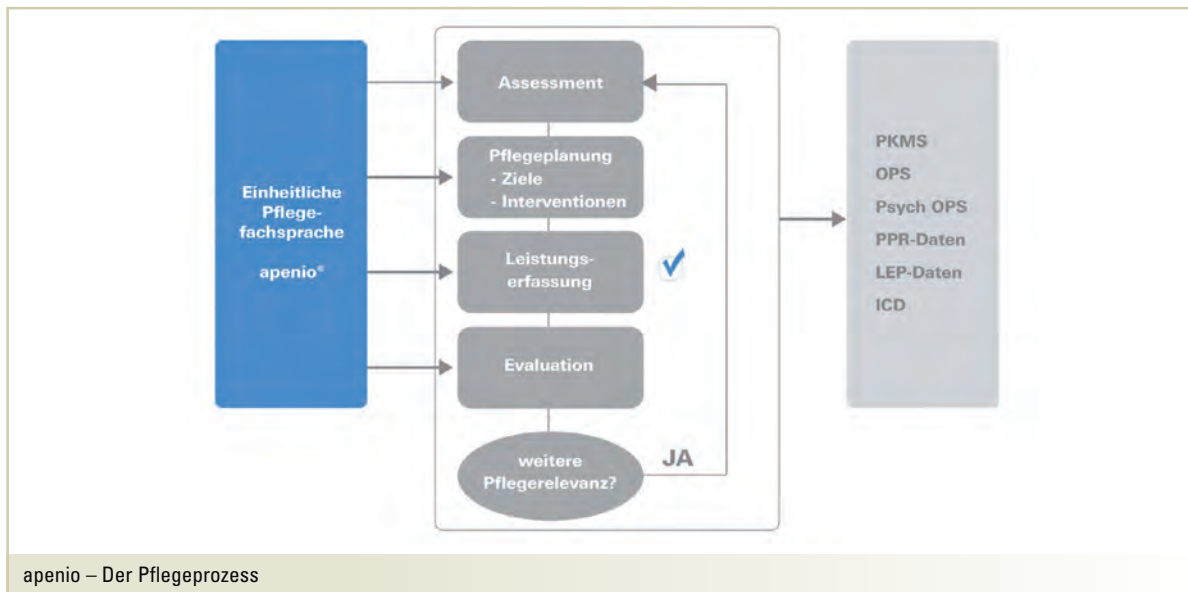 Einheitliche
Pflege-
fachsprache
apenio®
Assessment
Pflegeplanung
- Ziele
- Interventionen
Leistungs-
erfassung
Evaluation
weitere
Pflegerelevanz?
JA
PKMS
OPS
Psych OPS
PPR-Daten
LEP-Daten
ICD
apenio – Der Pflegeprozess